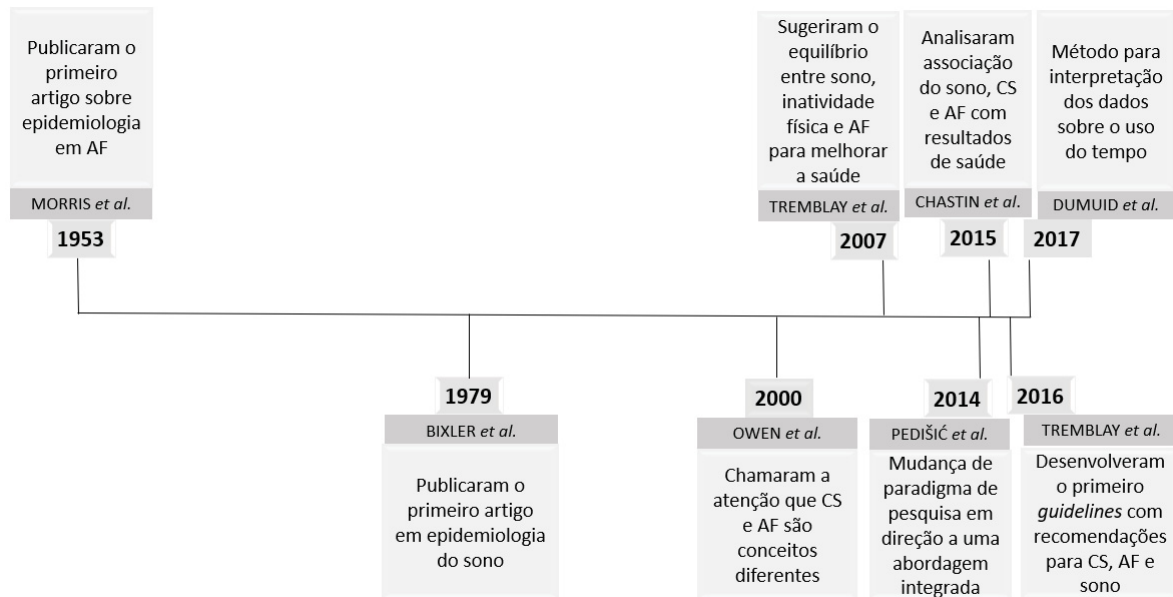 Publicaram o
primeiro
artigo sobre
epidemiologia
em AF
MORRIS et al.
1953
Sugeriram o
equilíbrio
entre sono,
inatividade
física e AF
para melhorar
a saúde
TREMBLAY et al.
2007
Analisaram
associação
do sono, CS
e AF com
resultados
de saúde
CHASTIN et al.
2015
Método para
interpretação
dos dados
sobre o uso
do tempo
DUMUID et al.
2017
1979
BIXLER et al.
Publicaram o
primeiro artigo
em epidemiologia
do sono
2000
OWEN et al.
Chamaram a
atenção que CS
e AF são
conceitos
diferentes
2014
PEDIŠIĆ et al.
Mudança de
paradigma de
pesquisa em
direção a uma
abordagem
integrada
2016
TREMBLAY et al.
Desenvolveram
o primeiro
guidelines com
recomendações
para CS, AF e
sono